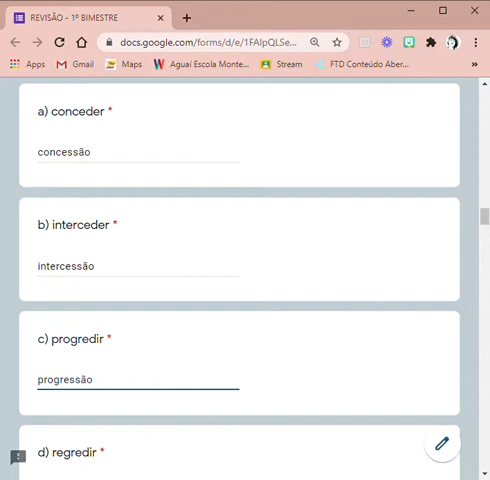 REVISÃO - 1º BIMESTRE
docs.google.com/forms/d/e/1FAIpQLSe...
Apps Gmail Maps Aguaí Escola Monte... Stream FTD Conteúdo Aber... »
a) conceder *
concessão
b) interceder *
intercessão
c) progredir *
progressão
d) regredir *